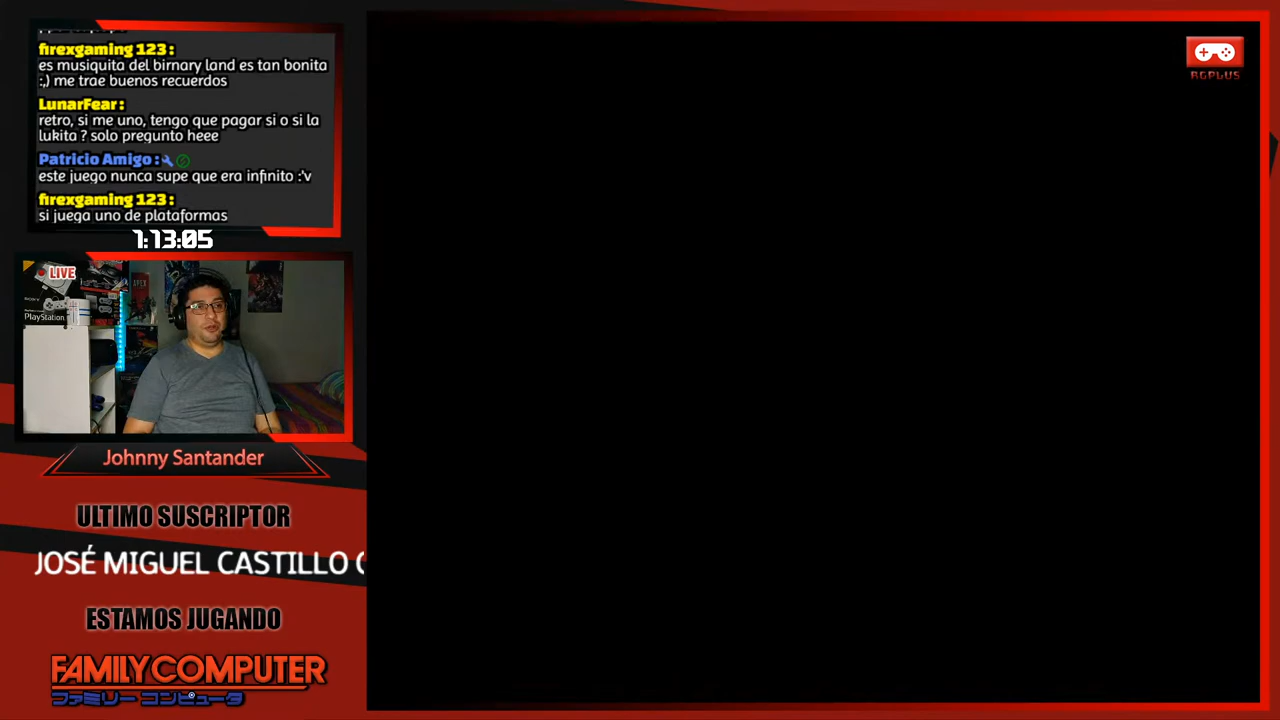 firexgaming 123 :
es musiquita del birnary land es tan bonita
:,) me trae buenos recuerdos
LunarFear :
retro, si me uno, tengo que pagar si o si la
lukita ? solo pregunto heee
Patricio Amigo :
este juego nunca supe que era infinito :'v
firexgaming 123 :
si juega uno de plataformas
1:13:05
LIVE
PlayStation
Johnny Santander
ULTIMO SUSCRIPTOR
JOSÉ MIGUEL CASTILLO
ESTAMOS JUGANDO
FAMILY COMPUTER
ファミリー コンピュータ
RGPLUS